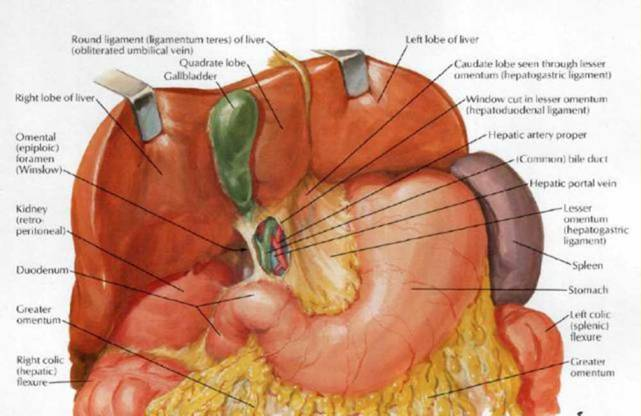 Round ligament (ligamentum teres) of liver
(obliterated umbilical vein)
Quadrate lobe
Gallbladder
Right lobe of liver
Omental
(epiploic)
foramen
(Winslow)
Kidney
(retro-
peritoneal)
Duodenum
Greater
omentum
Right colic
(hepatic)
flexure
Left lobe of liver
Caudate lobe seen through lesser
omentum (hepatogastric ligament)
Window cut in lesser omentum
(hepatoduodenal ligament)
Hepatic artery proper
(Common) bile duct
Hepatic portal vein
Lesser
omentum
(hepatogastric
ligament)
Spleen
Stomach
Left colic
(splenic)
flexure
Greater
omentum